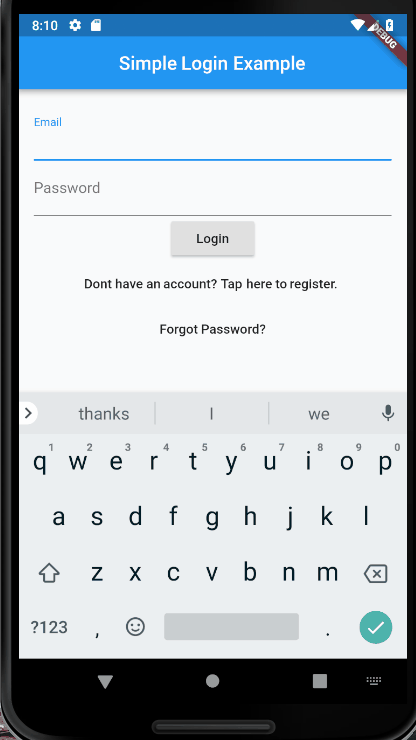 8:10
DEBUG
Simple Login Example
Email
Password
Login
Dont have an account? Tap here to register.
Forgot Password?
thanks I we
1 2 3 4 5 6 7 8 9 0
q w e r t y u i o p
a s d f g h j k l
z x c v b n m
?123 , .